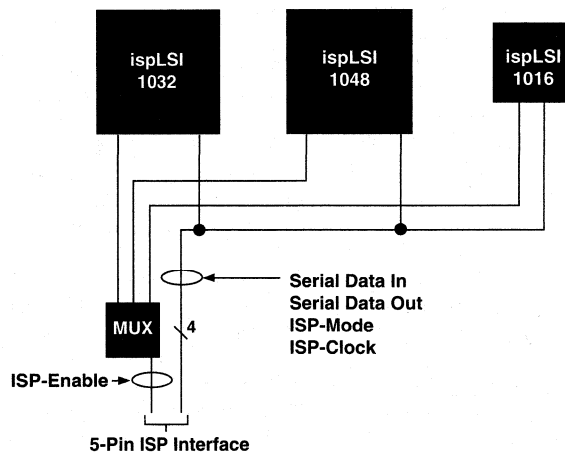 ispLSI
1032
ispLSI
1048
ispLSI
1016
Serial Data In
Serial Data Out
ISP-Mode
ISP-Clock
MUX
4
ISP-Enable
5-Pin ISP Interface